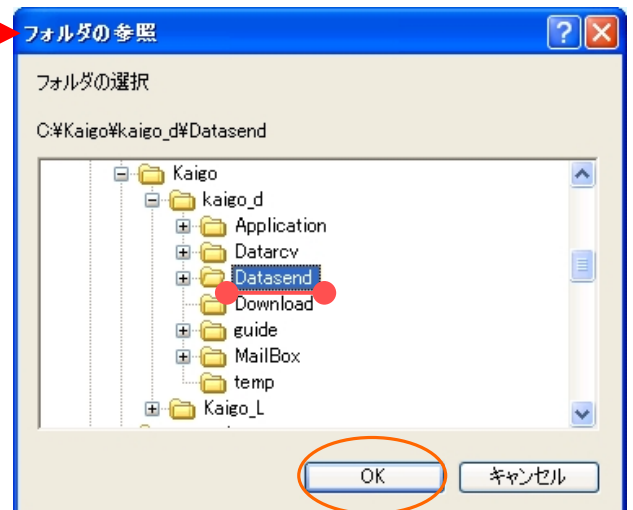 フォルダの参照
フォルダの選択
C:¥Kaigo¥kaigo_d¥Datasend
Kaigo
kaigo_d
Application
Datarcv
Datasend
Download
guide
MailBox
temp
Kaigo_L
OK キャンセル